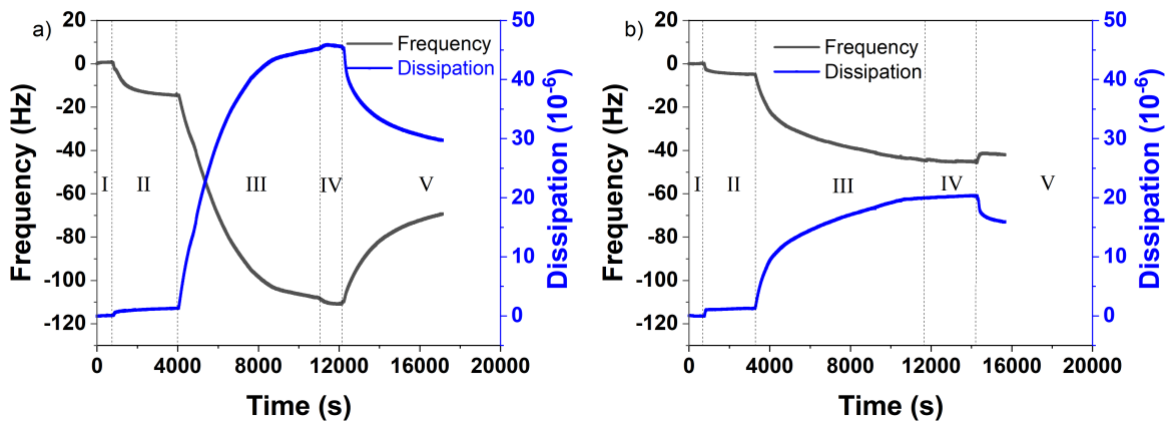 a)
Frequency
Dissipation
Frequency (Hz)
0
-20
-40
-60
-80
-100
-120
I
II
III
IV
V
50
40
30
20
10
0
Dissipation (10-6)
0
4000
8000
12000
16000
20000
Time (s)
b)
Frequency
Dissipation
Frequency (Hz)
0
-20
-40
-60
-80
-100
-120
I
II
III
IV
V
50
40
30
20
10
0
Dissipation (10-6)
0
4000
8000
12000
16000
20000
Time (s)